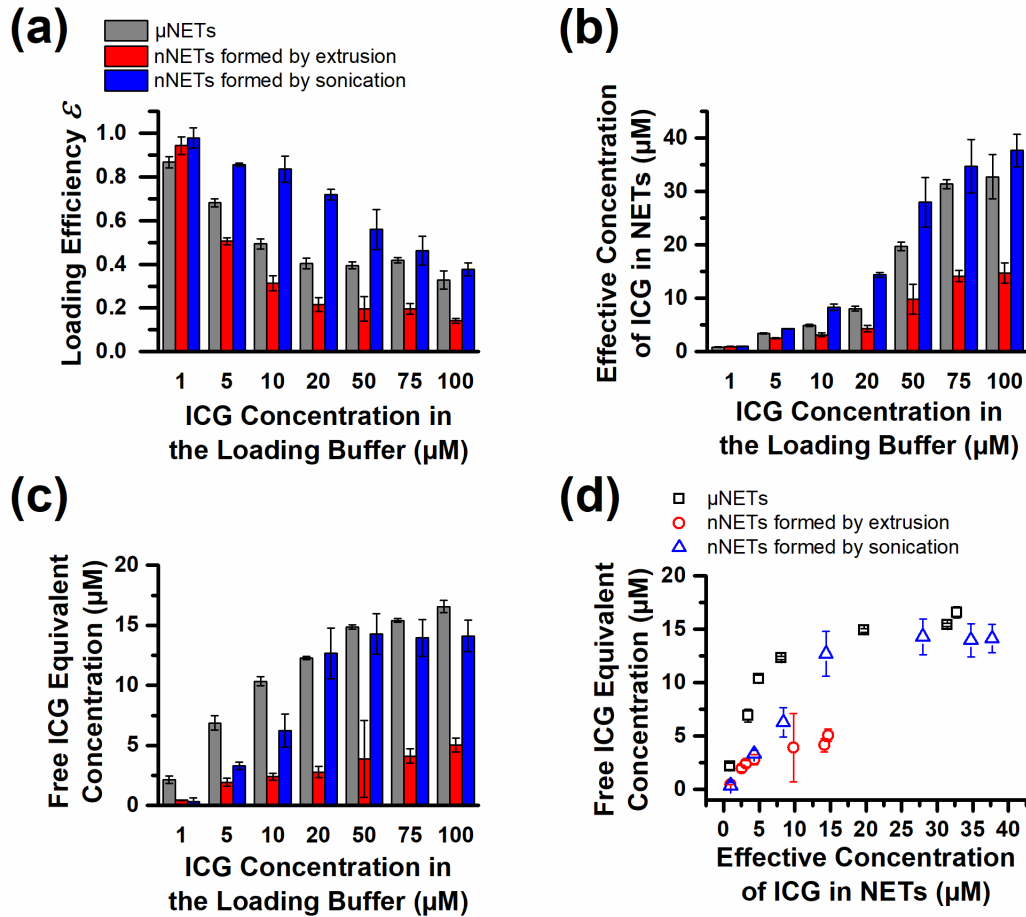 (a)
µNETs
nNETs formed by extrusion
nNETs formed by sonication
Loading Efficiency ℰ
1.0
0.8
0.6
0.4
0.2
0.0
1 5 10 20 50 75 100
ICG Concentration in
the Loading Buffer (µM)
(b)
Effective Concentration
of ICG in NETs (µM)
40
30
20
10
0
1 5 10 20 50 75 100
ICG Concentration in
the Loading Buffer (µM)
(c)
Free ICG Equivalent
Concentration (µM)
20
15
10
5
0
1 5 10 20 50 75 100
ICG Concentration in
the Loading Buffer (µM)
(d)
µNETs
nNETs formed by extrusion
nNETs formed by sonication
Free ICG Equivalent
Concentration (µM)
20
15
10
5
0
0 5 10 15 20 25 30 35 40
Effective Concentration
of ICG in NETs (µM)